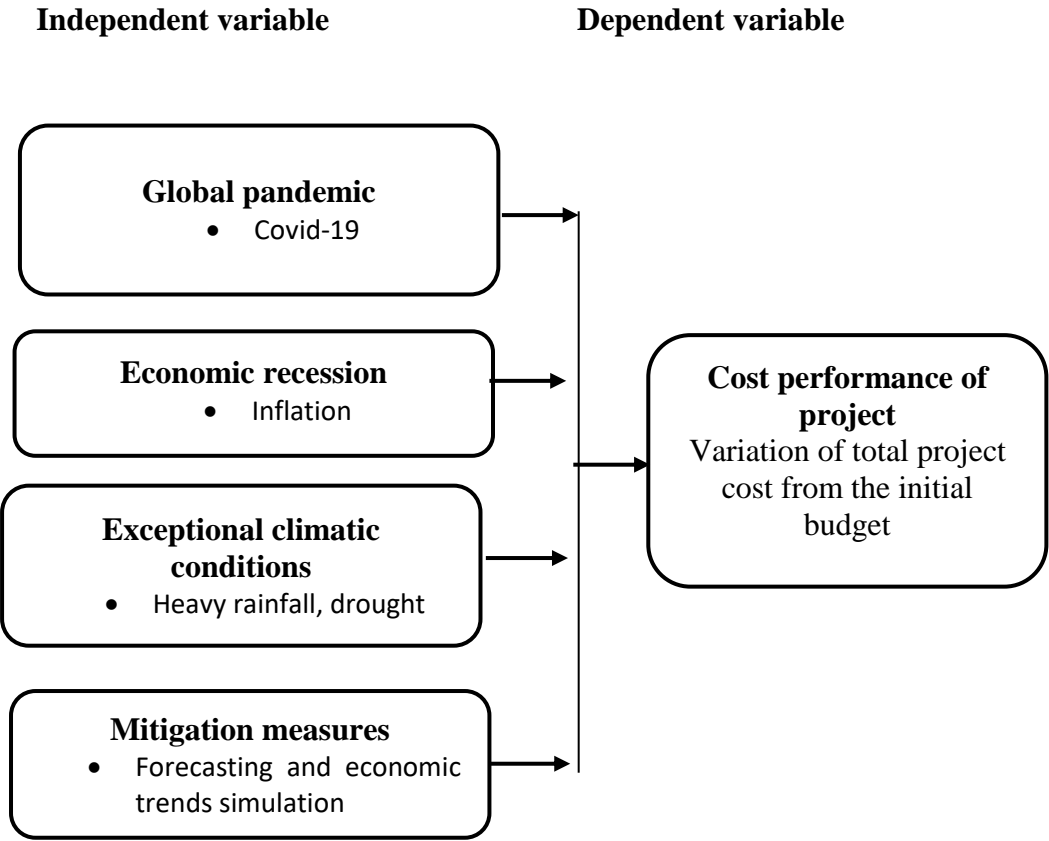 Independent variable
Dependent variable
Global pandemic
• Covid-19
Economic recession
• Inflation
Exceptional climatic
conditions
• Heavy rainfall, drought
Mitigation measures
• Forecasting and economic
trends simulation
Cost performance of
project
Variation of total project
cost from the initial
budget